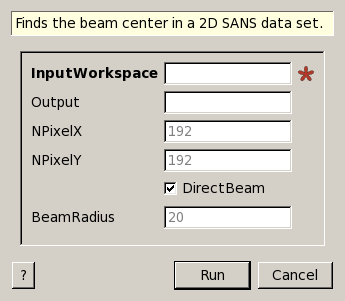 Finds the beam center in a 2D SANS data set.
InputWorkspace *
Output
NPixelX 192
NPixelY 192
DirectBeam
BeamRadius 20
? Run Cancel